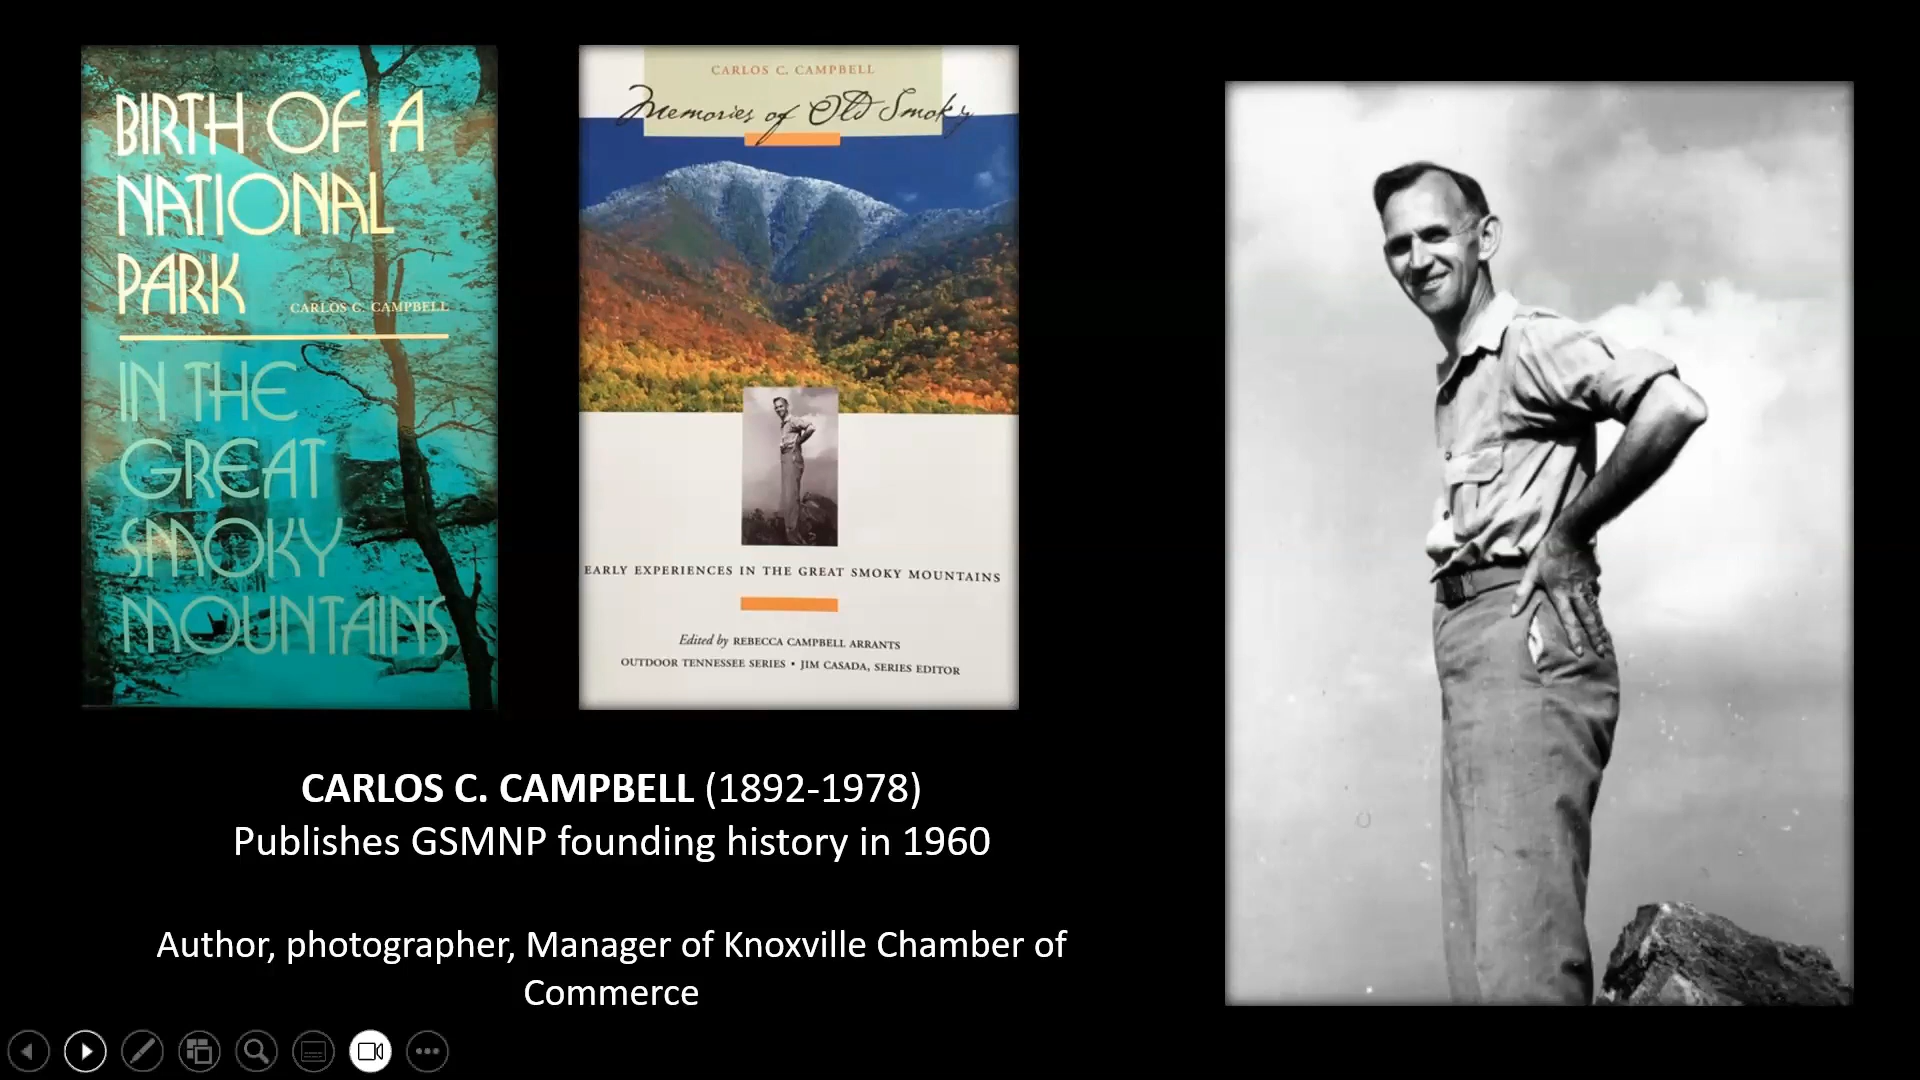 BIRTH OF A
NATIONAL
PARK
CARLOS C. CAMPBELL
IN THE
GREAT
SMOKY
MOUNTAINS
CARLOS C. CAMPBELL
Memories of Old Smoky
EARLY EXPERIENCES IN THE GREAT SMOKY MOUNTAINS
Edited by REBECCA CAMPBELL ARRANTS
OUTDOOR TENNESSEE SERIES • JIM CASADA, SERIES EDITOR
CARLOS C. CAMPBELL (1892-1978)
Publishes GSMNP founding history in 1960
Author, photographer, Manager of Knoxville Chamber of
Commerce